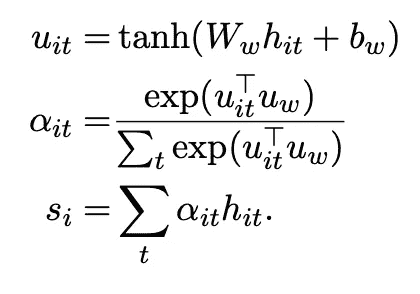 u_{it} = tanh(W_w h_{it} + b_w)
α_{it} = \frac{exp(u_{it}^⊤ u_w)}{∑_t exp(u_{it}^⊤ u_w)}
s_i = ∑_t α_{it} h_{it}.